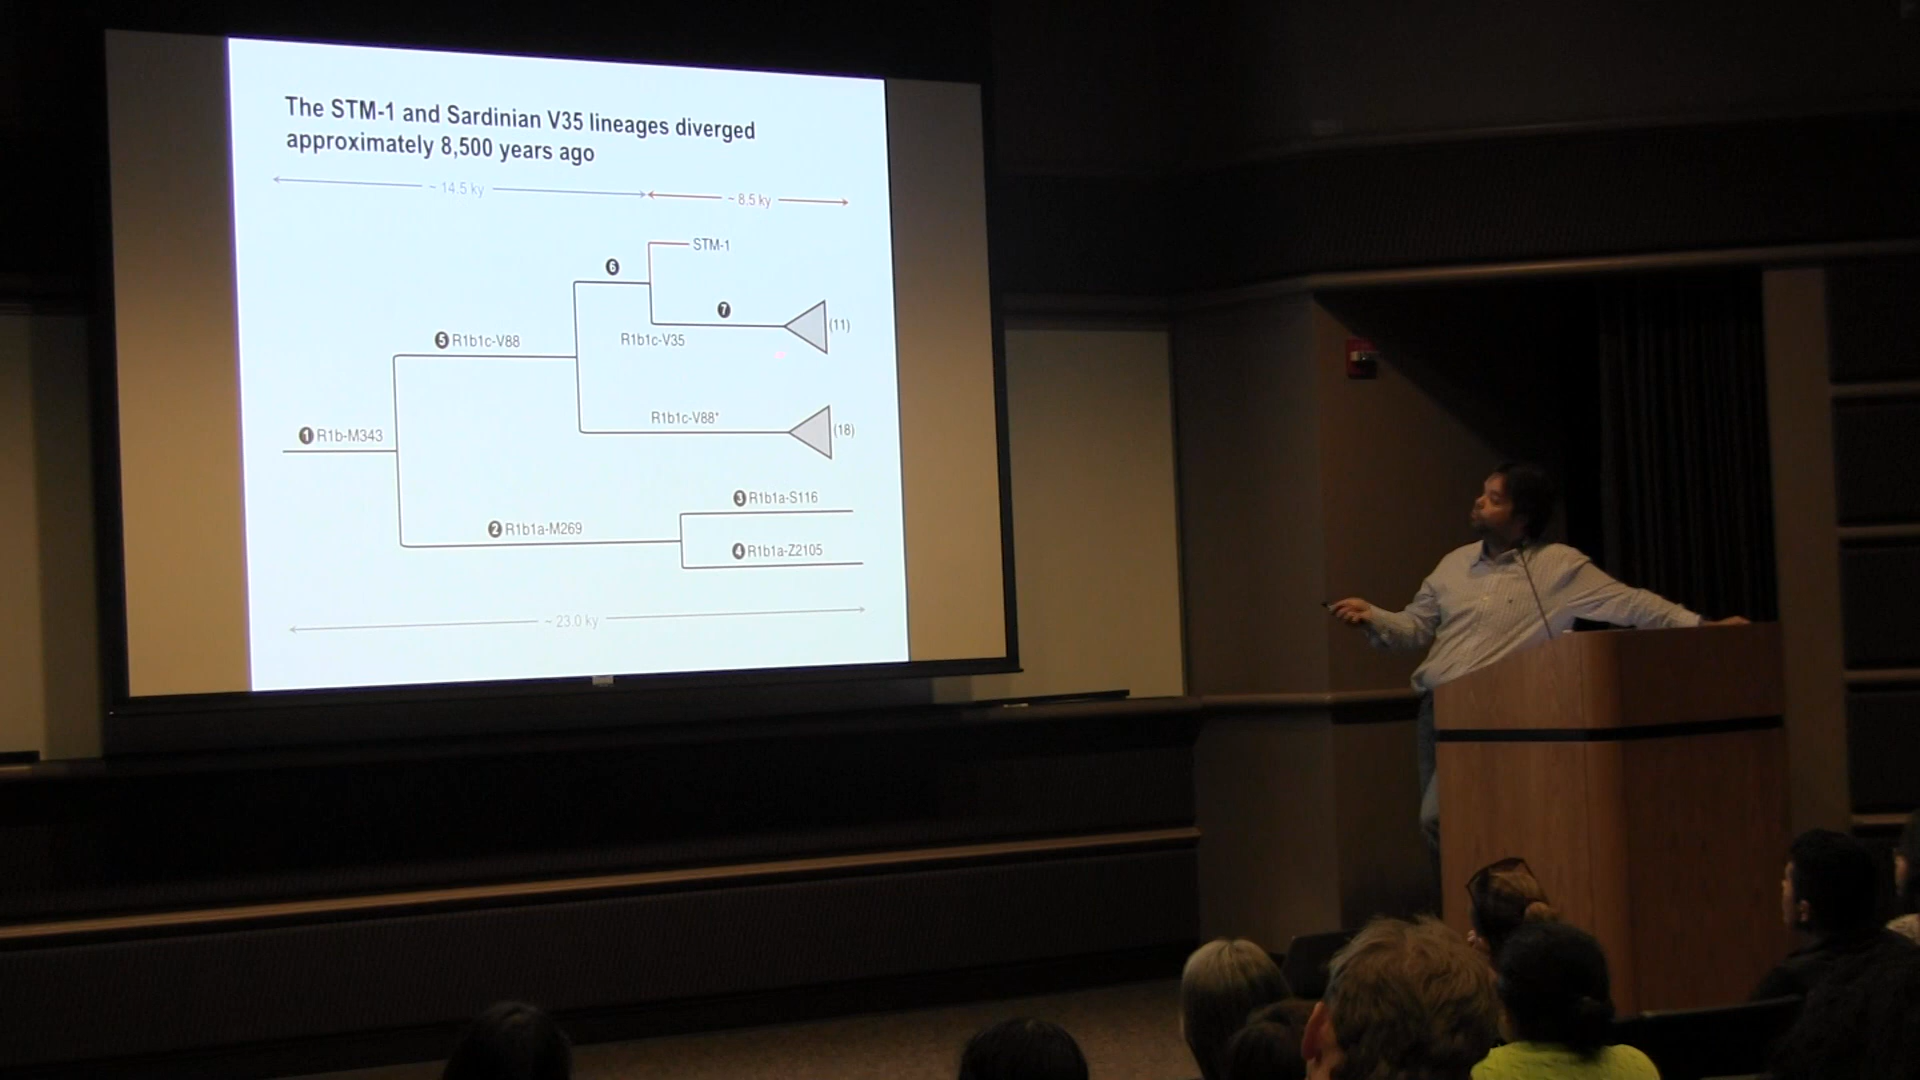 The STM-1 and Sardinian V35 lineages diverged
approximately 8,500 years ago
~ 14.5 ky
~ 8.5 ky
STM-1
6
7
(11)
5 R1b1c-V88
R1b1c-V35
R1b1c-V88*
(18)
1 R1b-M343
3 R1b1a-S116
2 R1b1a-M269
4 R1b1a-Z2105
~ 23.0 ky